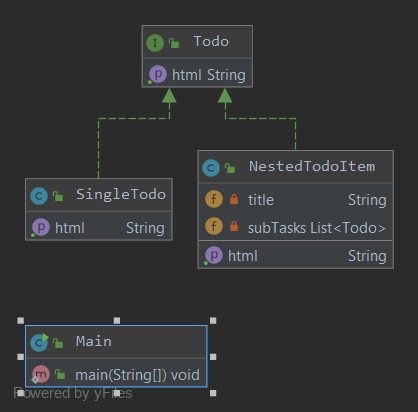 I Todo
p html String
C SingleTodo
p html String
C NestedTodoItem
f title String
f subTasks List<Todo>
p html String
C Main
m main(String[]) void
Powered by yFiles